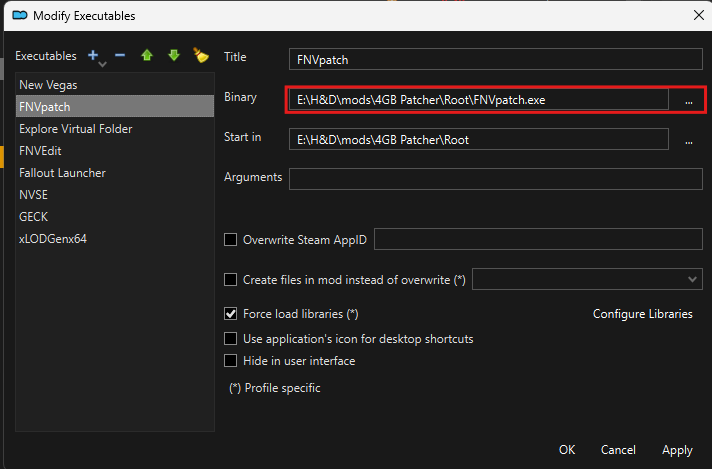 Modify Executables
Executables
Title
FNVpatch
New Vegas
FNVpatch
Explore Virtual Folder
FNVEdit
Fallout Launcher
NVSE
GECK
xLODGenx64
Binary
E:\H&D\mods\4GB Patcher\Root\FNVpatch.exe
...
Start in
E:\H&D\mods\4GB Patcher\Root
...
Arguments
Overwrite Steam AppID
Create files in mod instead of overwrite (*)
Force load libraries (*)
Configure Libraries
Use application's icon for desktop shortcuts
Hide in user interface
(*) Profile specific
OK
Cancel
Apply